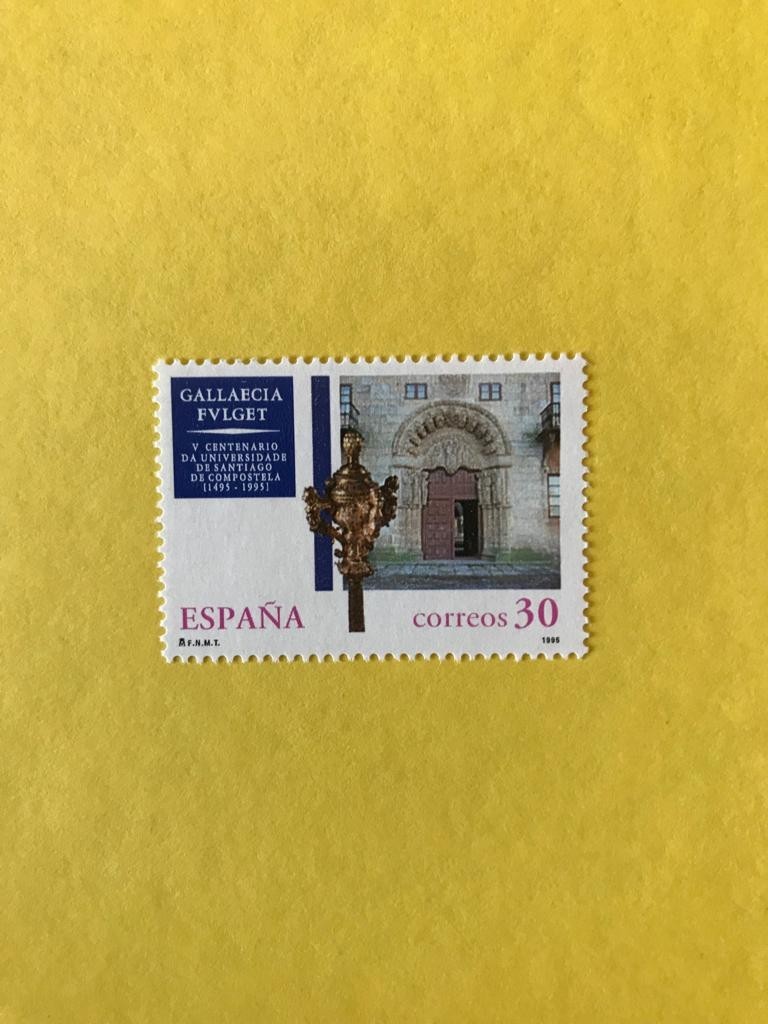 GALLAECIA
FVLGET
V CENTENARIO
DA UNIVERSIDADE
DE SANTIAGO
DE COMPOSTELA
[1495 - 1995]
ESPAÑA
correos 30
F.N.M.T.
1995